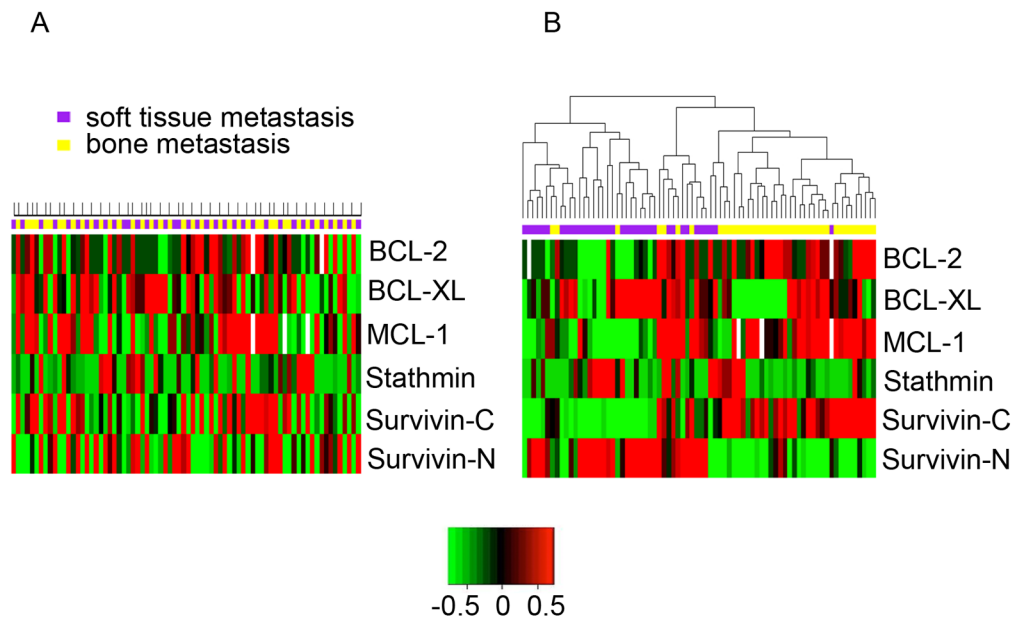 A
B
soft tissue metastasis
bone metastasis
BCL-2
BCL-XL
MCL-1
Stathmin
Survivin-C
Survivin-N
BCL-2
BCL-XL
MCL-1
Stathmin
Survivin-C
Survivin-N
-0.5 0 0.5